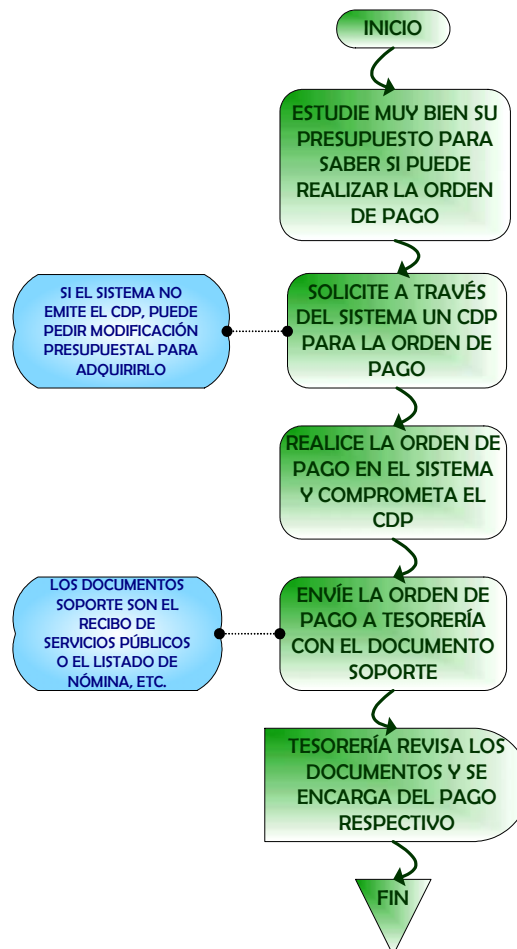 INICIO
ESTUDIE MUY BIEN SU
PRESUPUESTO PARA
SABER SI PUEDE
REALIZAR LA ORDEN
DE PAGO
SI EL SISTEMA NO
EMITE EL CDP, PUEDE
PEDIR MODIFICACIÓN
PRESUPUESTAL PARA
ADQUIRIRLO
SOLICITE A TRAVÉS
DEL SISTEMA UN CDP
PARA LA ORDEN DE
PAGO
REALICE LA ORDEN DE
PAGO EN EL SISTEMA
Y COMPROMETA EL
CDP
LOS DOCUMENTOS
SOPORTE SON EL
RECIBO DE
SERVICIOS PÚBLICOS
O EL LISTADO DE
NÓMINA, ETC.
ENVÍE LA ORDEN DE
PAGO A TESORERÍA
CON EL DOCUMENTO
SOPORTE
TESORERÍA REVISA LOS
DOCUMENTOS Y SE
ENCARGA DEL PAGO
RESPECTIVO
FIN